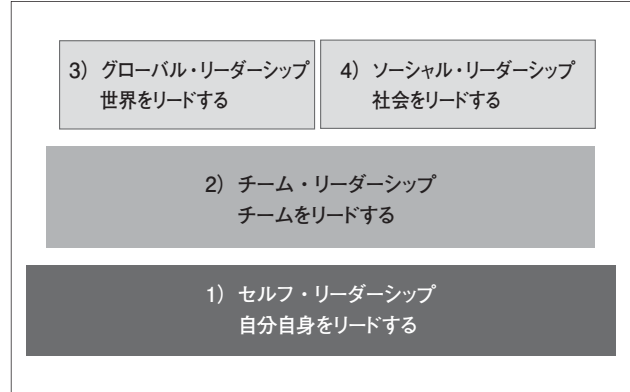 3）グローバル・リーダーシップ
世界をリードする
4）ソーシャル・リーダーシップ
社会をリードする
2）チーム・リーダーシップ
チームをリードする
1）セルフ・リーダーシップ
自分自身をリードする